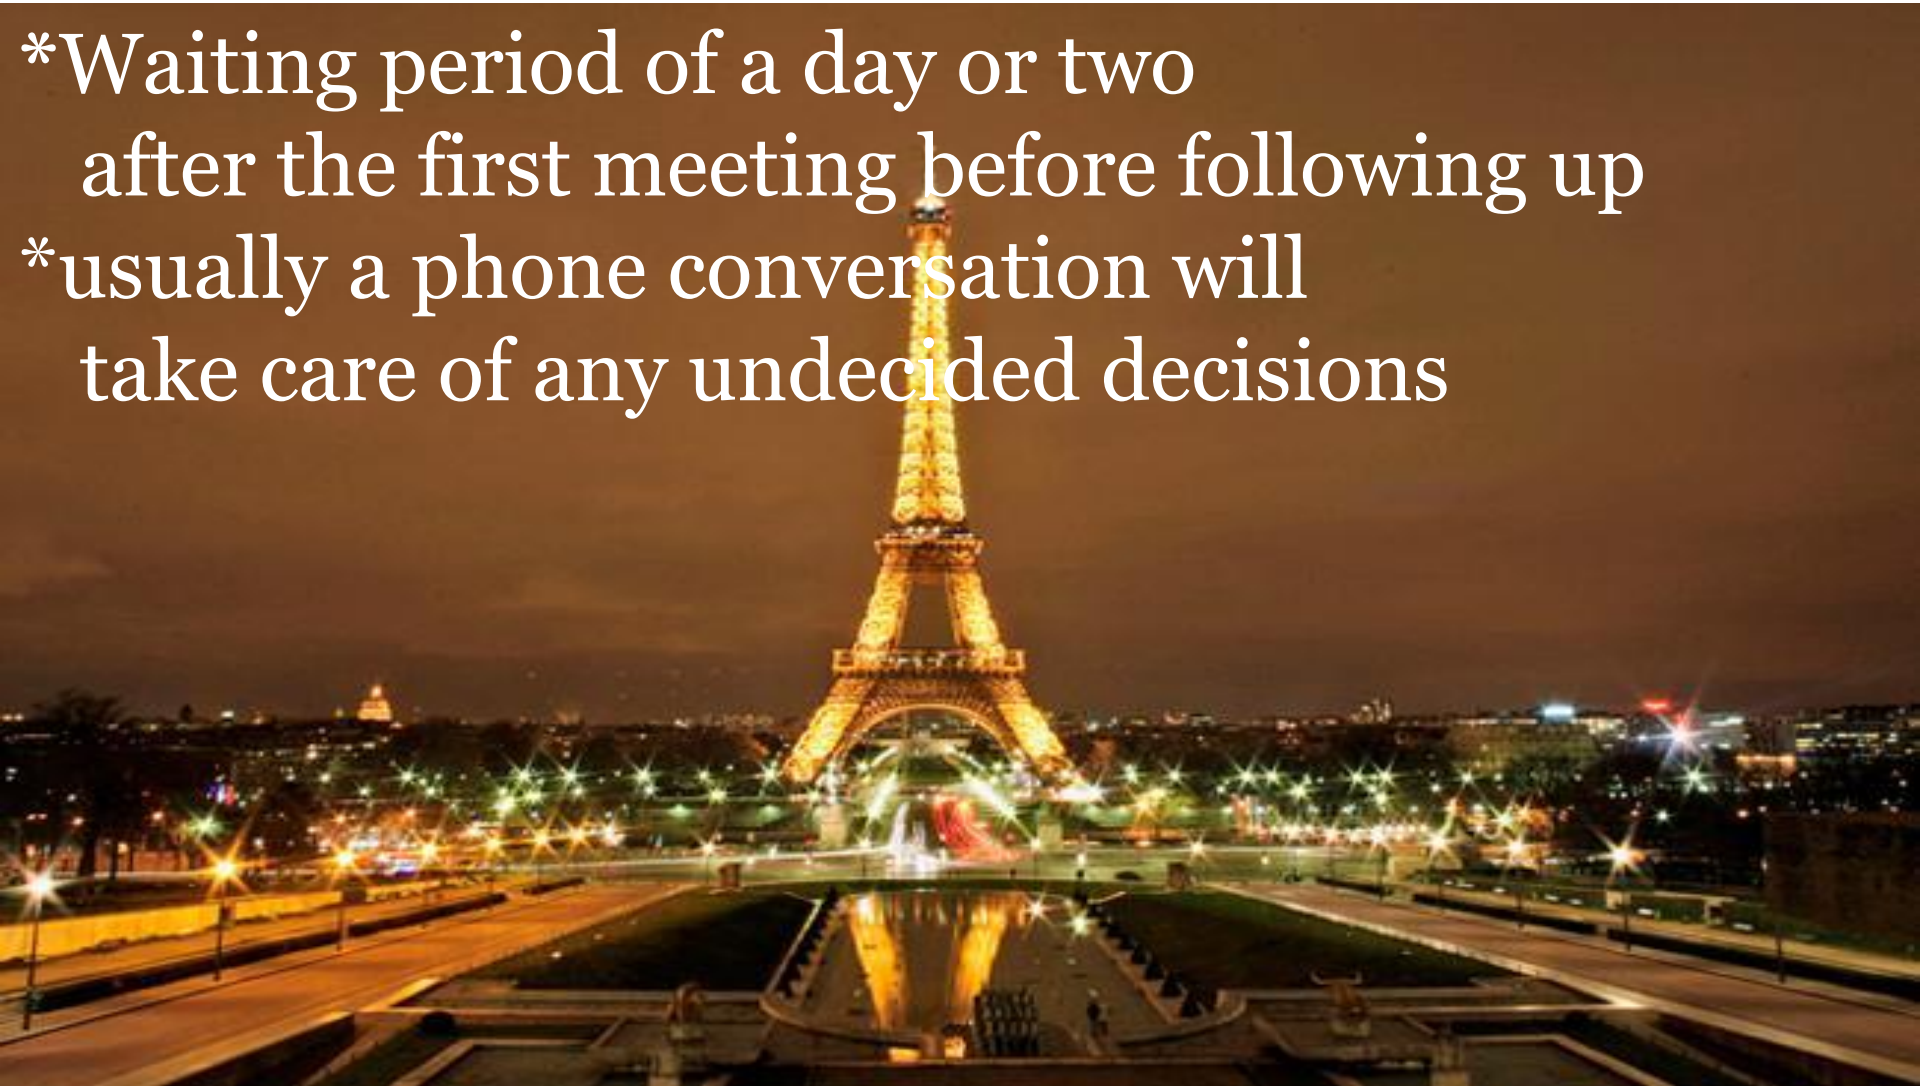 *Waiting period of a day or two
after the first meeting before following up
*usually a phone conversation will
take care of any undecided decisions